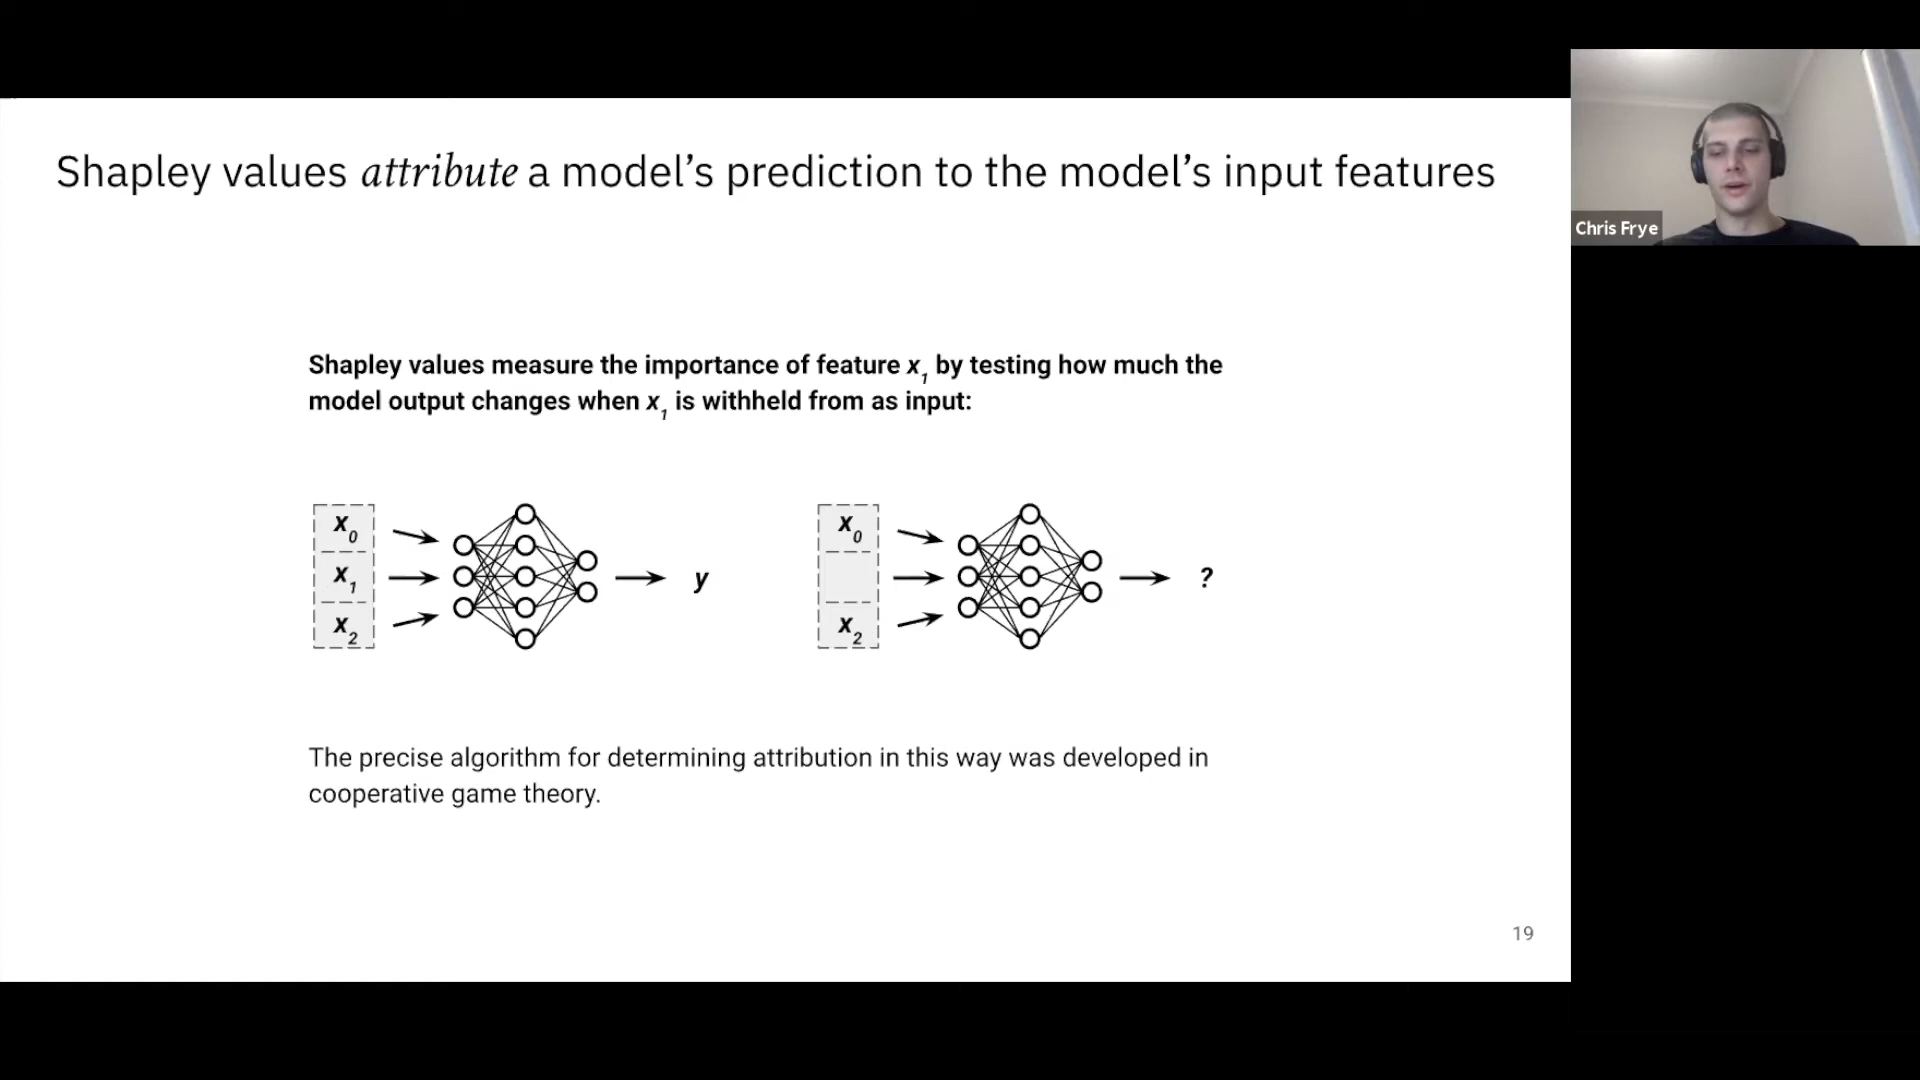 Shapley values attribute a model’s prediction to the model’s input features
Chris Frye
Shapley values measure the importance of feature x1 by testing how much the
model output changes when x1 is withheld from as input:
x0
x1
x2
y
x0
x2
?
The precise algorithm for determining attribution in this way was developed in
cooperative game theory.
19